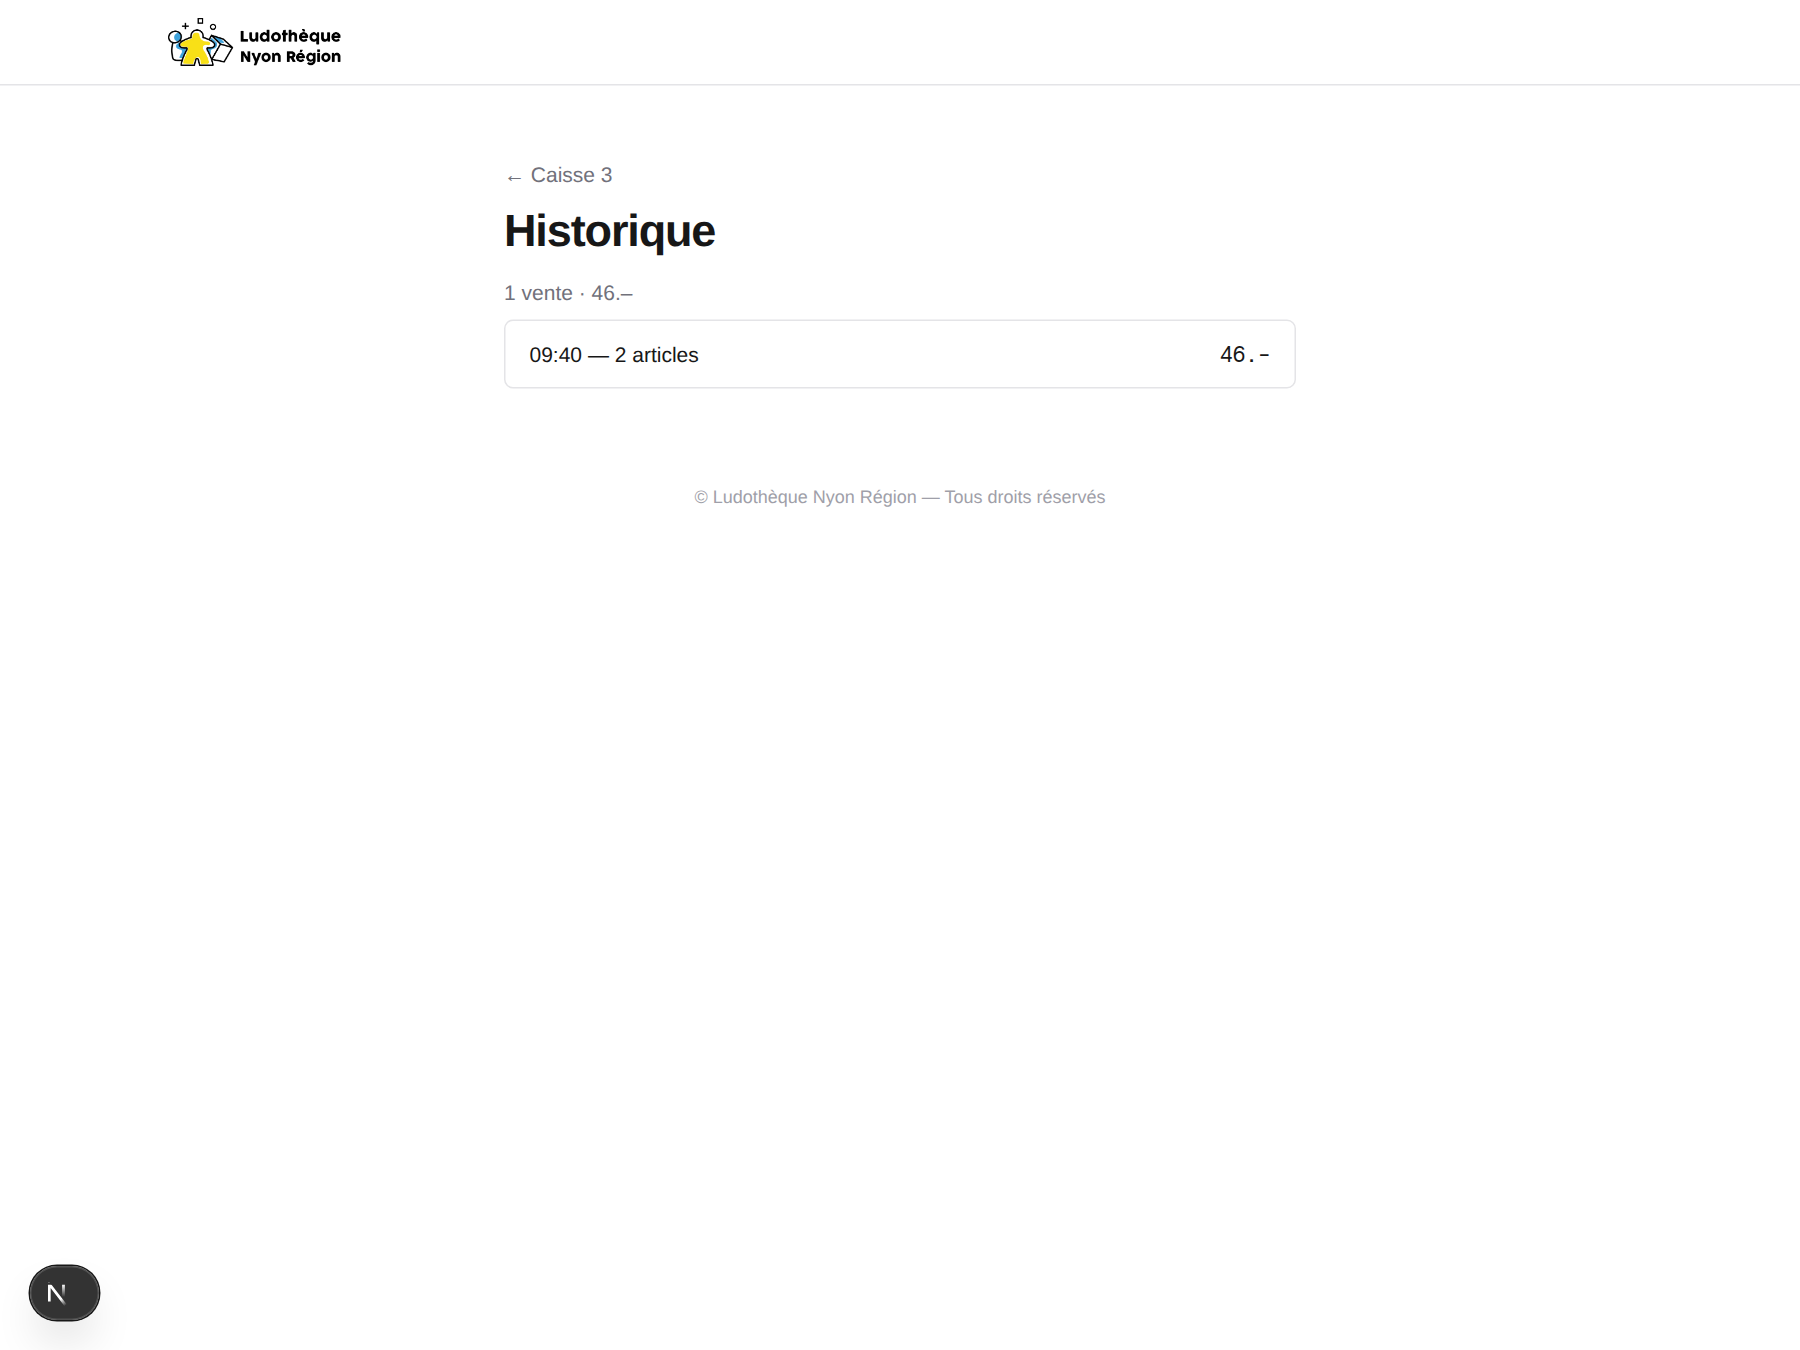 Ludothèque
Nyon Région
← Caisse 3
Historique
1 vente · 46.–
09:40 — 2 articles 46.–
© Ludothèque Nyon Région — Tous droits réservés
N